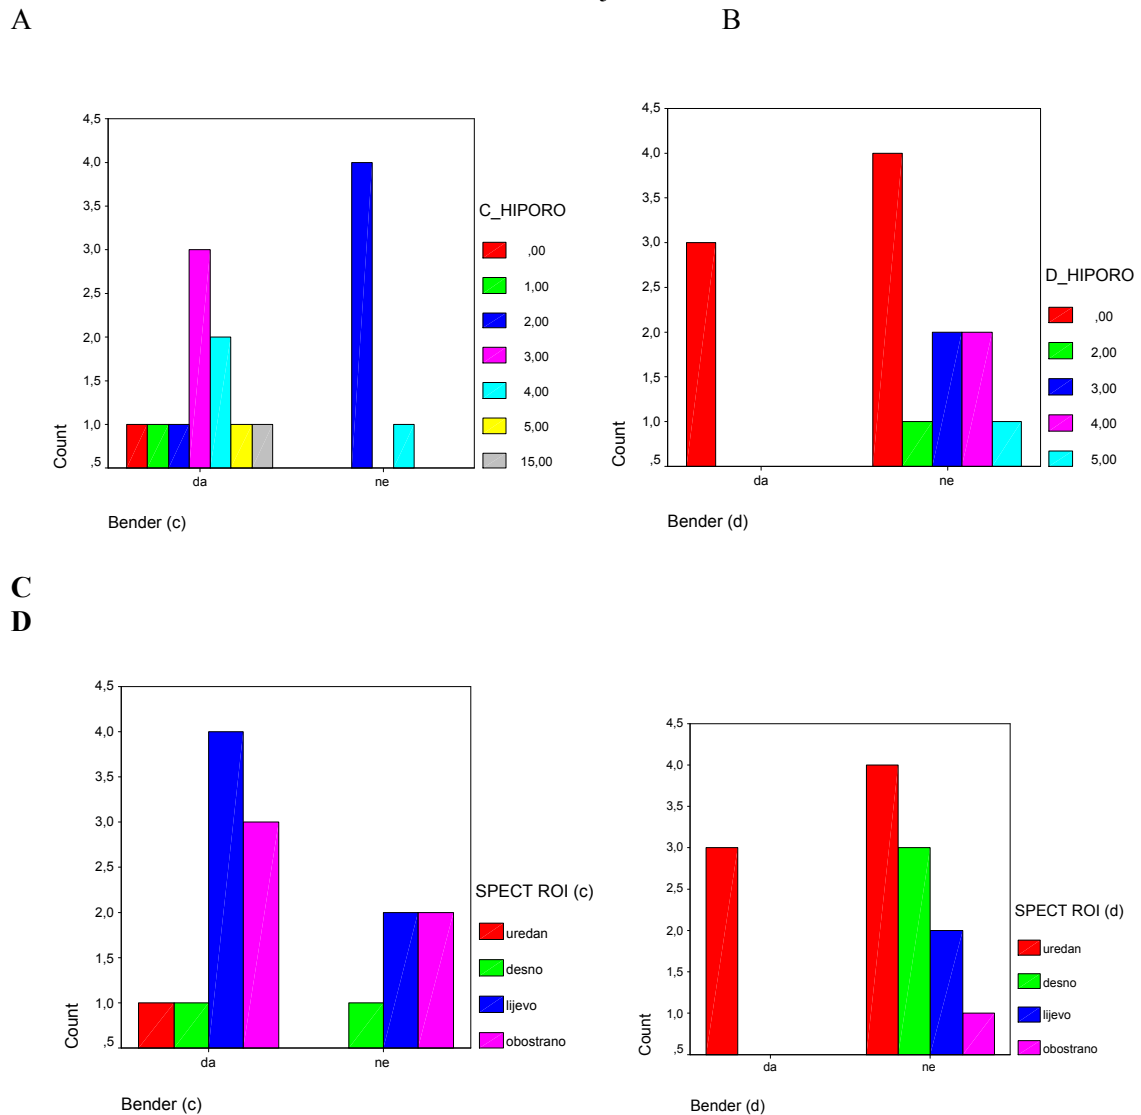 A
B
4,5
4,0
3,5
3,0
2,5
2,0
1,5
1,0
,5
Count
da
ne
Bender (c)
C_HIPORO
,00
1,00
2,00
3,00
4,00
5,00
15,00
4,5
4,0
3,5
3,0
2,5
2,0
1,5
1,0
,5
Count
da
ne
Bender (d)
D_HIPORO
,00
2,00
3,00
4,00
5,00
C
D
4,5
4,0
3,5
3,0
2,5
2,0
1,5
1,0
,5
Count
da
ne
Bender (c)
SPECT ROI (c)
uredan
desno
lijevo
obostrano
4,5
4,0
3,5
3,0
2,5
2,0
1,5
1,0
,5
Count
da
ne
Bender (d)
SPECT ROI (d)
uredan
desno
lijevo
obostrano